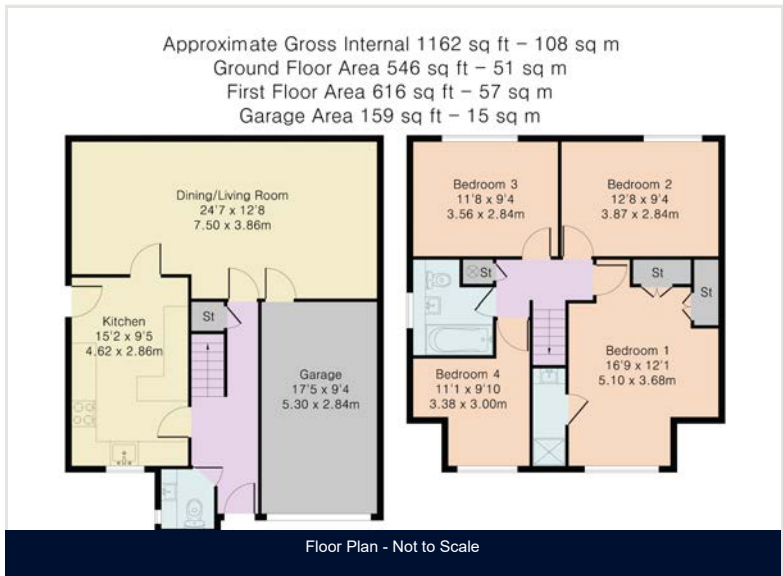 Approximate Gross Internal 1162 sq ft – 108 sq m
Ground Floor Area 546 sq ft – 51 sq m
First Floor Area 616 sq ft – 57 sq m
Garage Area 159 sq ft – 15 sq m
Dining/Living Room
24'7 x 12'8
7.50 x 3.86m
Kitchen
15'2 x 9'5
4.62 x 2.86m
St
Garage
17'5 x 9'4
5.30 x 2.84m
Bedroom 3
11'8 x 9'4
3.56 x 2.84m
Bedroom 2
12'8 x 9'4
3.87 x 2.84m
St
St
St
Bedroom 1
16'9 x 12'1
5.10 x 3.68m
Bedroom 4
11'1 x 9'10
3.38 x 3.00m
Floor Plan - Not to Scale